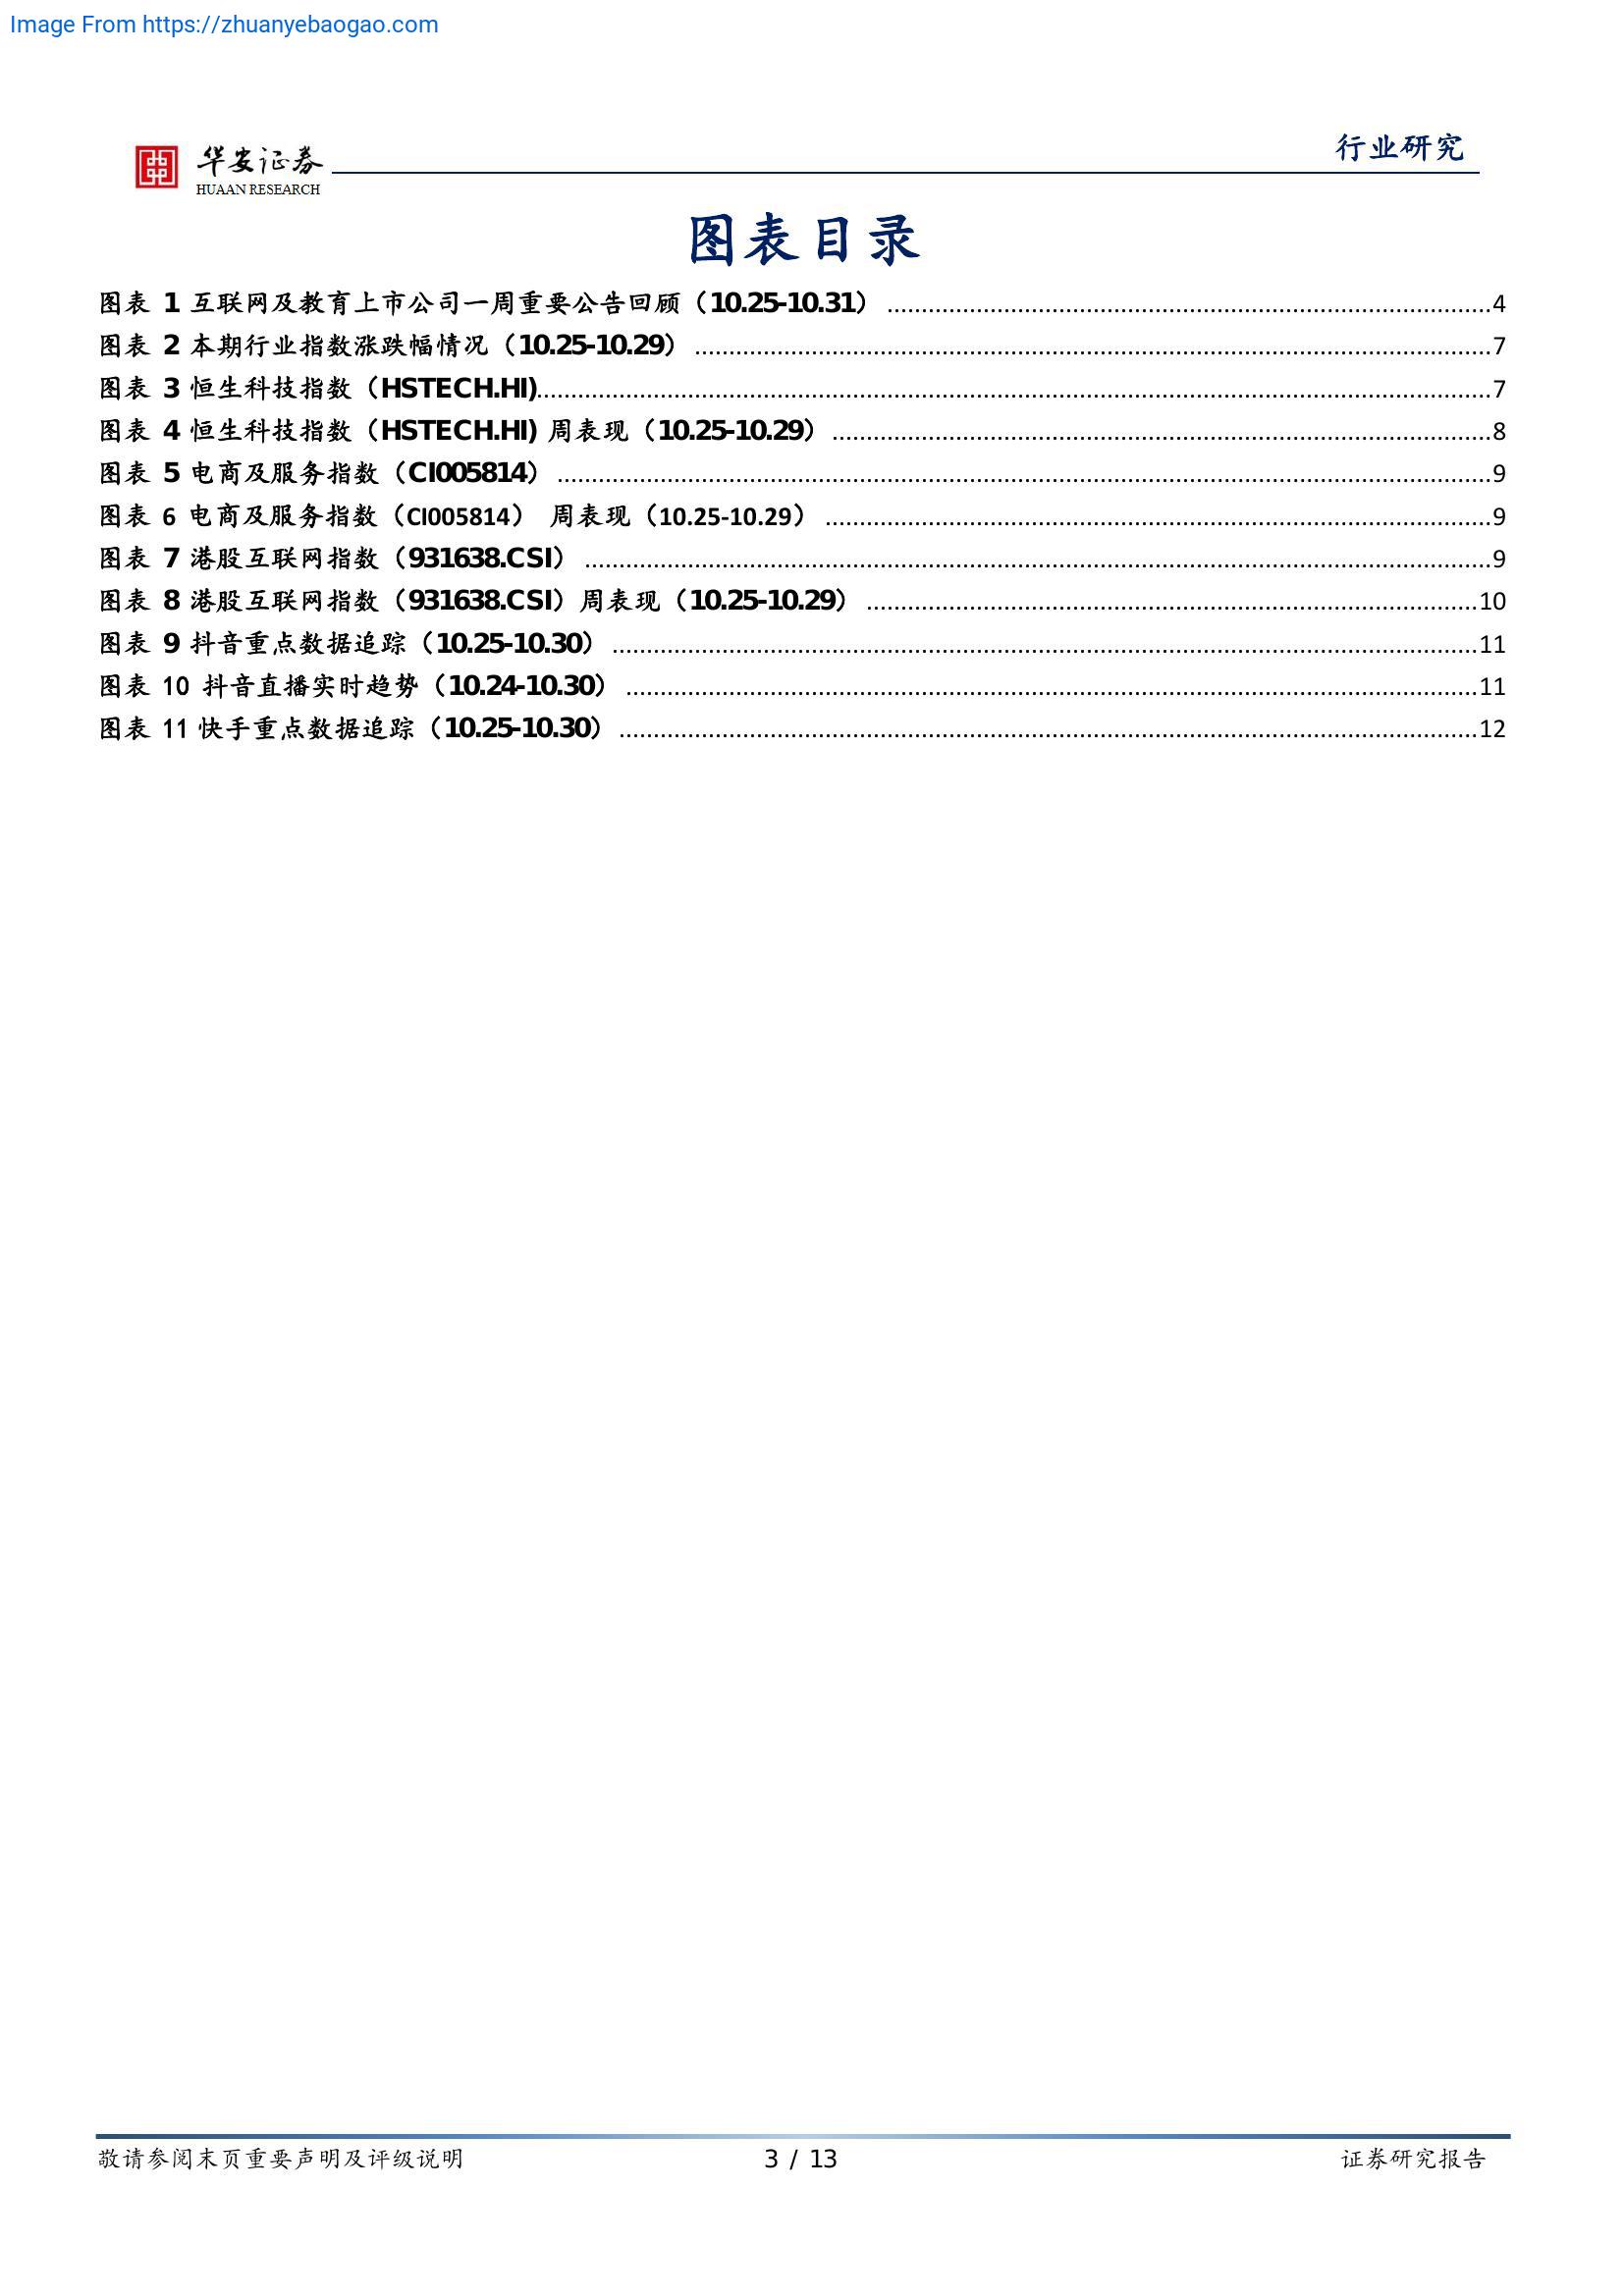 Image From https://zhuanyebaogao.com
行业研究
华安证券
HUAAN RESEARCH
图表目录
图表 1 互联网及教育上市公司一周重要公告回顾（10.25-10.31） ........................................4
图表 2 本期行业指数涨跌幅情况（10.25-10.29） ........................................7
图表 3 恒生科技指数（HSTECH.HI)........................................7
图表 4 恒生科技指数（HSTECH.HI) 周表现（10.25-10.29） ........................................8
图表 5 电商及服务指数（CI005814） ........................................9
图表 6 电商及服务指数（CI005814） 周表现（10.25-10.29） ........................................9
图表 7 港股互联网指数（931638.CSI） ........................................9
图表 8 港股互联网指数（931638.CSI）周表现（10.25-10.29） ........................................10
图表 9 抖音重点数据追踪（10.25-10.30） ........................................11
图表 10 抖音直播实时趋势（10.24-10.30） ........................................11
图表 11 快手重点数据追踪（10.25-10.30） ........................................12
敬请参阅末页重要声明及评级说明
3 / 13
证券研究报告